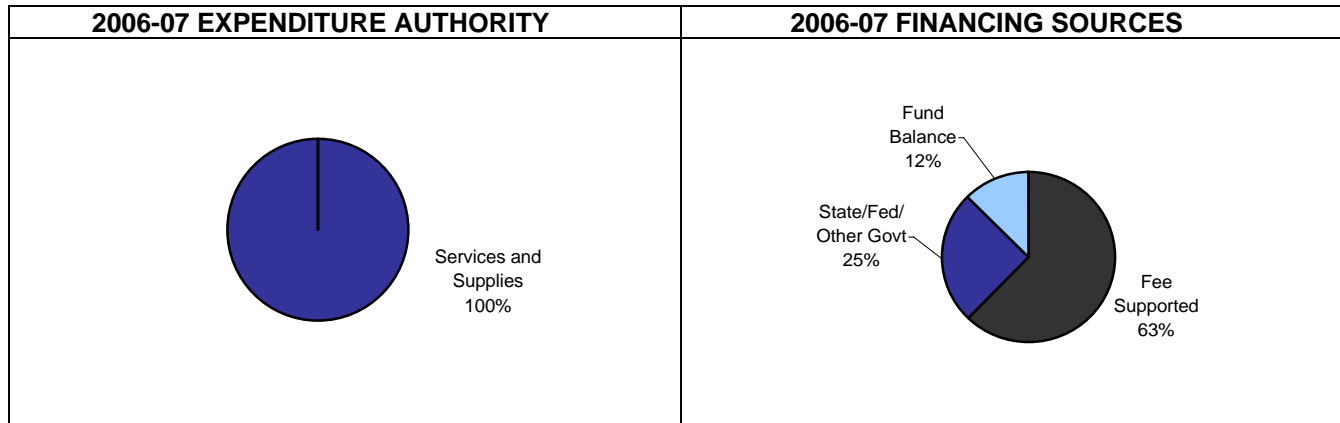 2006-07 EXPENDITURE AUTHORITY
2006-07 FINANCING SOURCES
Services and
Supplies
100%
Fund
Balance
12%
State/Fed/
Other Govt
25%
Fee
Supported
63%